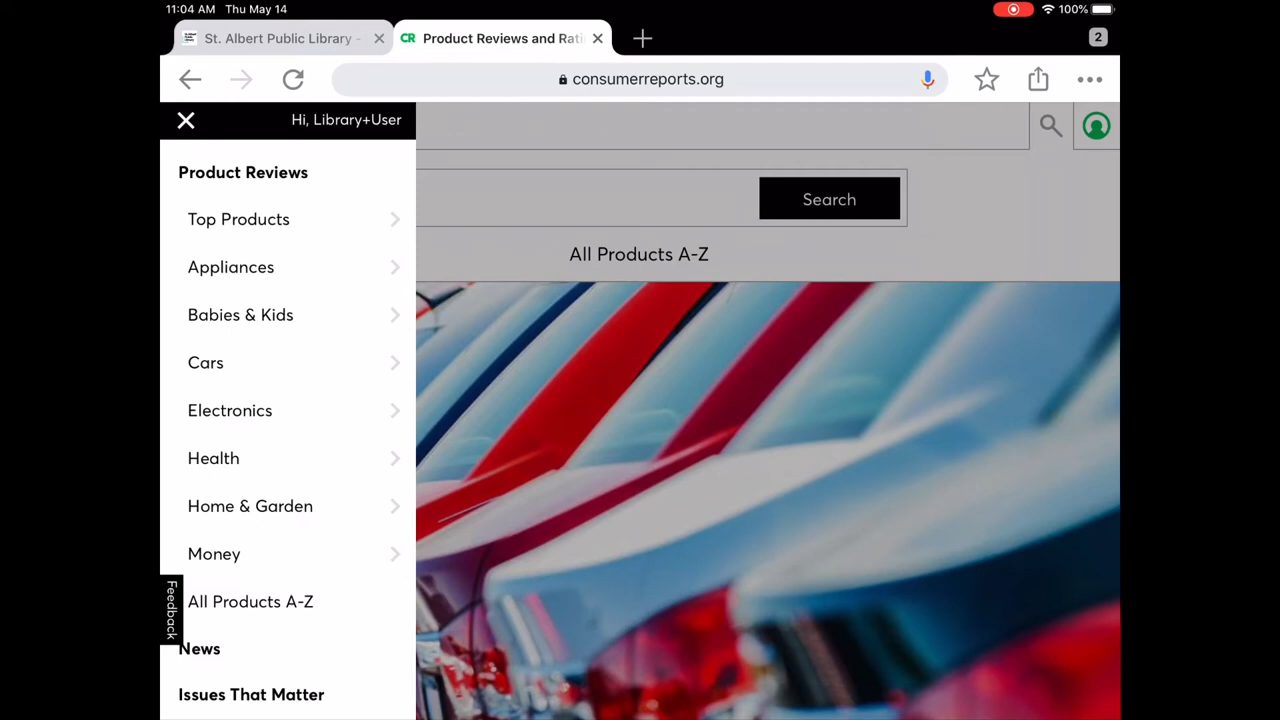 11:04 AM Thu May 14
100%
St. Albert Public Library -
CR Product Reviews and Rati
2
consumerreports.org
Hi, Library+User
Product Reviews
Top Products
Appliances
Babies & Kids
Cars
Electronics
Health
Home & Garden
Money
All Products A-Z
News
Issues That Matter
Feedback
Search
All Products A-Z